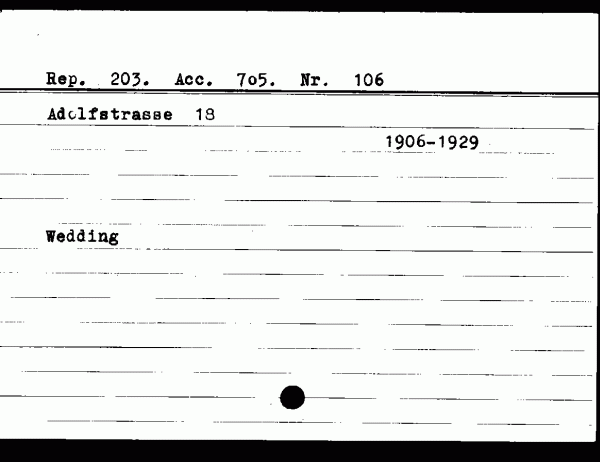 Rep. 203. Acc. 7o5. Nr. 106
Adolfstrasse 18
1906-1929
Wedding